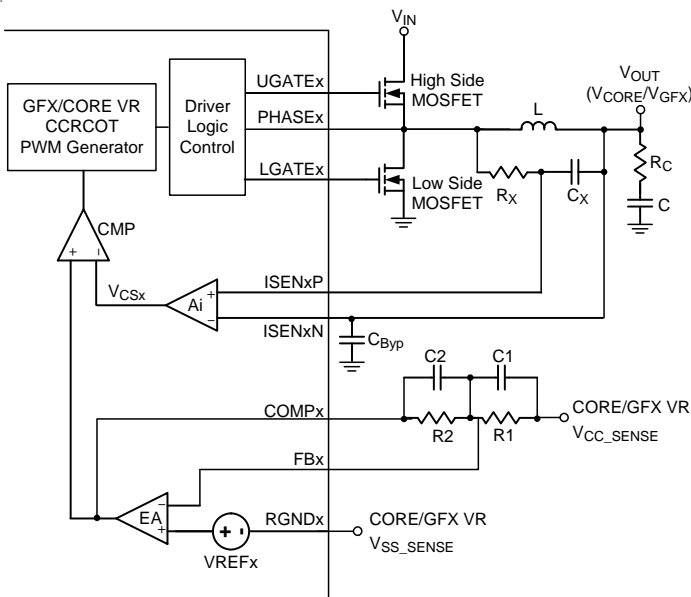 VIN
GFX/CORE VR
CCRCOT
PWM Generator
Driver
Logic
Control
UGATEx
High Side
MOSFET
PHASEx
LGATEx
Low Side
MOSFET
L
VOUT
(VCORE/VGFX)
RX
CX
RC
C
CMP
+ -
VCSx
Ai
+
-
ISENxP
ISENxN
CByp
C2
C1
COMPx
R2
R1
CORE/GFX VR
VCC_SENSE
FBx
EA
-
+
+ -
VREFx
RGNDx
CORE/GFX VR
VSS_SENSE